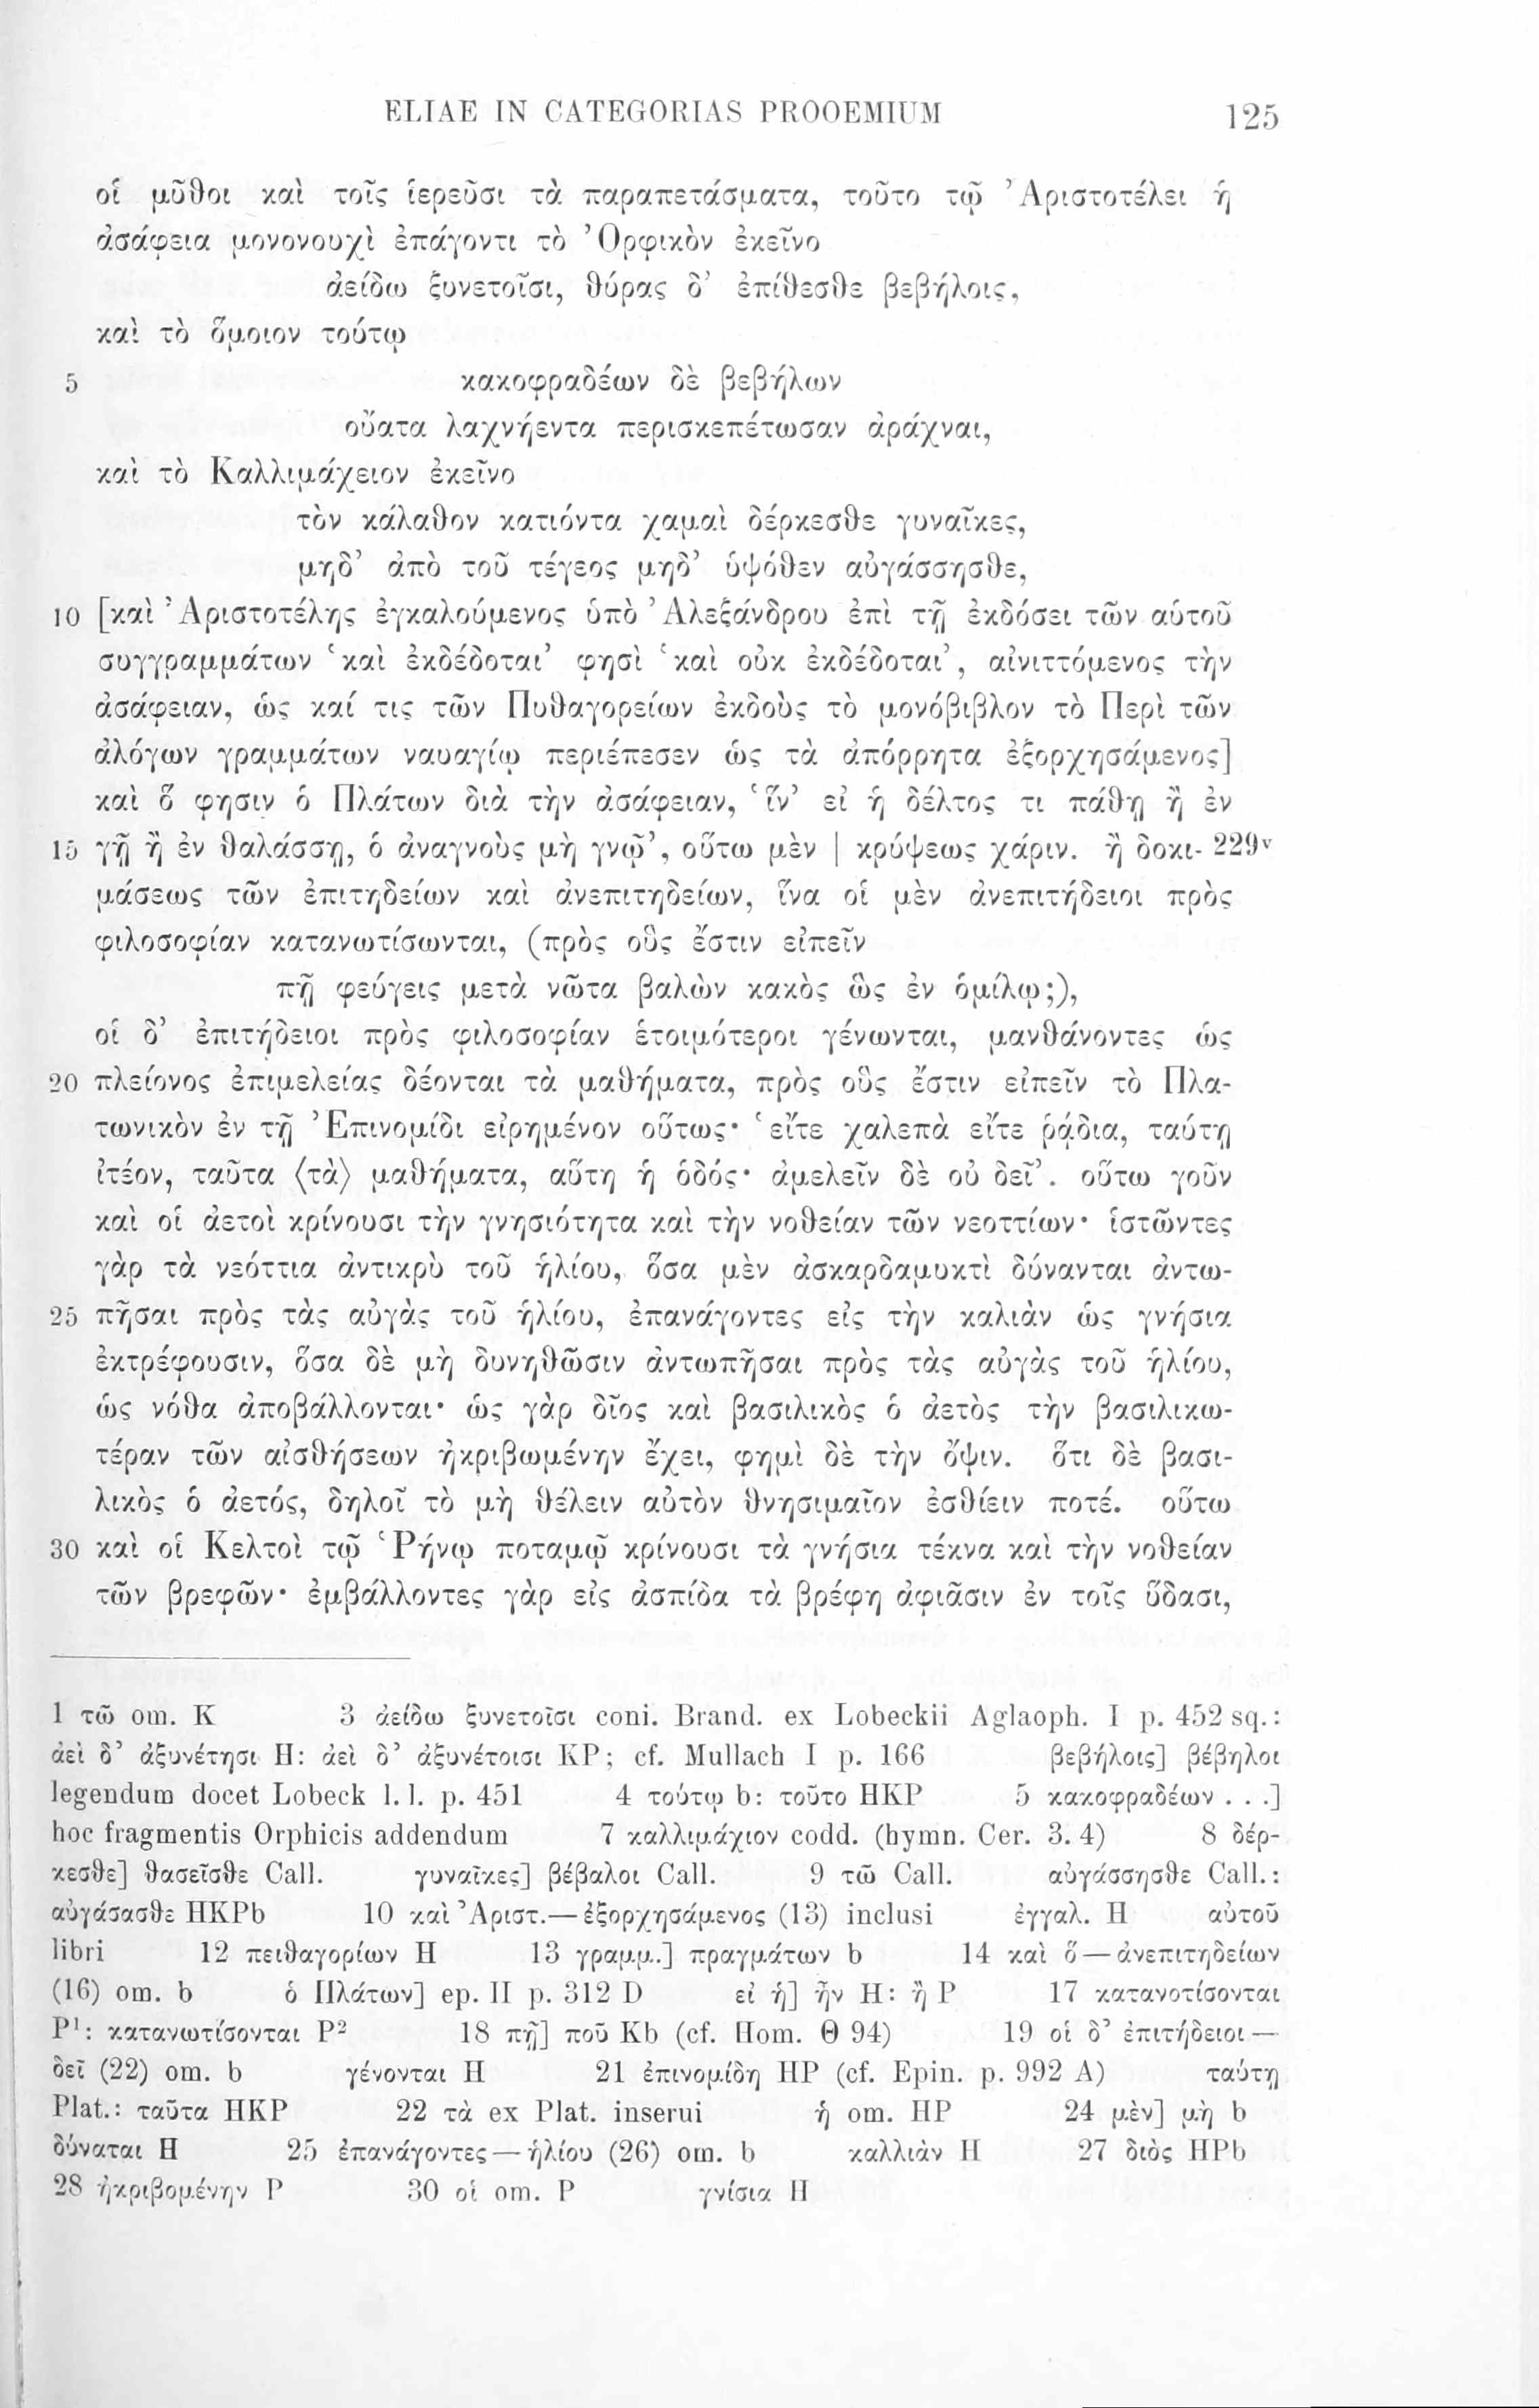 ELIAE IN CATEGORIAS PROOEMIUM 125
οἱ μῦθοι καὶ τοῖς ἱερεῦσι τὰ παραπετάσματα, τοῦτο τῷ Ἀριστοτέλει ἡ
ἀσάφεια μονονουχὶ ἐπάγοντι τὸ Ὀρφικὸν ἐκεῖνο
ἀείδω ξυνετοῖσι, θύρας δ’ ἐπίθεσθε βεβήλοις,
καὶ τὸ ὅμοιον τούτῳ
5 κακοφραδέων δὲ βεβήλων
οὔατα λαχνήεντα περισκεπέτωσαν ἀράχναι,
καὶ τὸ Καλλιμάχειον ἐκεῖνο
τὸν κάλαθον κατιόντα χαμαὶ δέρκεσθε γυναῖκες,
μηδ’ ἀπὸ τοῦ τέγεος μηδ’ ὑψόθεν αὐγάσσησθε,
10 [καὶ Ἀριστοτέλης ἐγκαλούμενος ὑπὸ Ἀλεξάνδρου ἐπὶ τῇ ἐκδόσει τῶν αὑτοῦ
συγγραμμάτων ‘καὶ ἐκδέδοται’ φησὶ ‘καὶ οὐκ ἐκδέδοται’, αἰνιττόμενος τὴν
ἀσάφειαν, ὡς καί τις τῶν Πυθαγορείων ἐκδοὺς τὸ μονόβιβλον τὸ Περὶ τῶν
ἀλόγων γραμμάτων ναυαγίῳ περιέπεσεν ὡς τὰ ἀπόρρητα ἐξορχησάμενος]
καὶ ὅ φησιν ὁ Πλάτων διὰ τὴν ἀσάφειαν, ‘ἵν’ εἰ ἡ δέλτος τι πάθῃ ἢ ἐν
15 γῇ ἢ ἐν θαλάσσῃ, ὁ ἀναγνοὺς μὴ γνῷ’, οὕτω μὲν | κρύψεως χάριν. ἢ δοκι- 229v
μάσεως τῶν ἐπιτηδείων καὶ ἀνεπιτηδείων, ἵνα οἱ μὲν ἀνεπιτήδειοι πρὸς
φιλοσοφίαν κατανωτίσωνται, (πρὸς οὓς ἔστιν εἰπεῖν
πῇ φεύγεις μετὰ νῶτα βαλὼν κακὸς ὣς ἐν ὁμίλῳ;),
οἱ δ’ ἐπιτήδειοι πρὸς φιλοσοφίαν ἑτοιμότεροι γένωνται, μανθάνοντες ὡς
20 πλείονος ἐπιμελείας δέονται τὰ μαθήματα, πρὸς οὓς ἔστιν εἰπεῖν τὸ Πλα-
τωνικὸν ἐν τῇ Ἐπινομίδι εἰρημένον οὕτως· ‘εἴτε χαλεπὰ εἴτε ῥᾴδια, ταύτῃ
ἰτέον, ταῦτα ⟨τὰ⟩ μαθήματα, αὕτη ἡ ὁδός· ἀμελεῖν δὲ οὐ δεῖ’. οὕτω γοῦν
καὶ οἱ ἀετοὶ κρίνουσι τὴν γνησιότητα καὶ τὴν νοθείαν τῶν νεοττίων· ἱστῶντες
γὰρ τὰ νεόττια ἀντικρὺ τοῦ ἡλίου, ὅσα μὲν ἀσκαρδαμυκτὶ δύνανται ἀντω-
25 πῆσαι πρὸς τὰς αὐγὰς τοῦ ἡλίου, ἐπανάγοντες εἰς τὴν καλιὰν ὡς γνήσια
ἐκτρέφουσιν, ὅσα δὲ μὴ δυνηθῶσιν ἀντωπῆσαι πρὸς τὰς αὐγὰς τοῦ ἡλίου,
ὡς νόθα ἀποβάλλονται· ὡς γὰρ δῖος καὶ βασιλικὸς ὁ ἀετὸς τὴν βασιλικω-
τέραν τῶν αἰσθήσεων ἠκριβωμένην ἔχει, φημὶ δὲ τὴν ὄψιν. ὅτι δὲ βασι-
λικὸς ὁ ἀετός, δηλοῖ τὸ μὴ θέλειν αὐτὸν θνησιμαῖον ἐσθίειν ποτέ. οὕτω
30 καὶ οἱ Κελτοὶ τῷ Ῥήνῳ ποταμῷ κρίνουσι τὰ γνήσια τέκνα καὶ τὴν νοθείαν
τῶν βρεφῶν· ἐμβάλλοντες γὰρ εἰς ἀσπίδα τὰ βρέφη ἀφιᾶσιν ἐν τοῖς ὕδασι,
1 τῶ om. K 3 ἀείδω ξυνετοῖσι coni. Brand. ex Lobeckii Aglaoph. I p. 452 sq.:
ἀεὶ δ’ ἀξυνέτησι H: ἀεὶ δ’ ἀξυνέτοισι KP; cf. Mullach I p. 166 βεβήλοις] βέβηλοι
legendum docet Lobeck l. l. p. 451 4 τούτῳ b: τοῦτο HKP 5 κακοφραδέων . . .]
hoc fragmentis Orphicis addendum 7 καλλιμάχιον codd. (hymn. Cer. 3. 4) 8 δέρ-
κεσθε] θασεῖσθε Call. γυναῖκες] βέβαλοι Call. 9 τῶ Call. αὐγάσσησθε Call.:
αὐγάσασθε HKPb 10 καὶ Ἀριστ.—ἐξορχησάμενος (13) inclusi ἐγγαλ. H αὐτοῦ
libri 12 πειθαγορίων H 13 γραμμ.] πραγμάτων b 14 καὶ ὅ—ἀνεπιτηδείων
(16) om. b ὁ Πλάτων] ep. II p. 312 D εἰ ἡ] ἦν H: ἢ P 17 κατανοτίσονται
P¹: κατανωτίσονται P² 18 πῇ] ποῦ Kb (cf. Hom. Θ 94) 19 οἱ δ’ ἐπιτήδειοι—
δεῖ (22) om. b γένονται H 21 ἐπινομίδη HP (cf. Epin. p. 992 A) ταύτῃ
Plat.: ταῦτα HKP 22 τὰ ex Plat. inserui ἡ om. HP 24 μὲν] μὴ b
δύναται H 25 ἐπανάγοντες—ἡλίου (26) om. b καλλιὰν H 27 διὸς HPb
28 ἠκριβομένην P 30 οἱ om. P γνίσια H